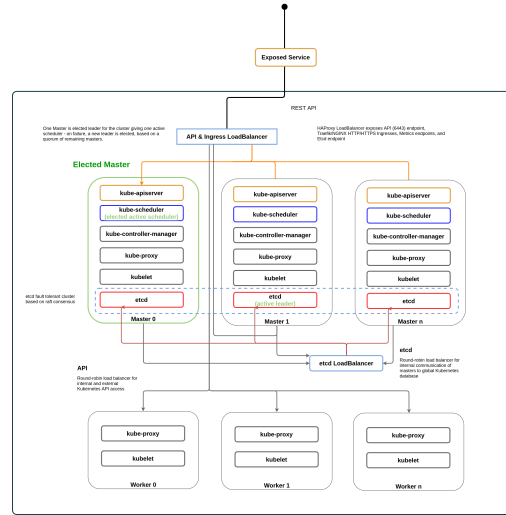 Exposed Service
REST API
One Master is elected leader for the cluster giving one active
scheduler - on failure, a new leader is elected, based on a
quorum of remaining masters.
API & Ingress LoadBalancer
HAProxy LoadBalancer exposes API (6443) endpoint,
Traefik/NGINX HTTP/HTTPS Ingresses, Metrics endpoints, and
Etcd endpoint
Elected Master
kube-apiserver
kube-scheduler
(elected active scheduler)
kube-controller-manager
kube-proxy
kubelet
etcd
Master 0
kube-apiserver
kube-scheduler
kube-controller-manager
kube-proxy
kubelet
etcd
(active leader)
Master 1
kube-apiserver
kube-scheduler
kube-controller-manager
kube-proxy
kubelet
etcd
Master n
etcd fault tolerant cluster
based on raft consensus
etcd LoadBalancer
etcd
Round-robin load balancer for
internal communication of
masters to global Kubernetes
database
API
Round-robin load balancer for
internal and external
Kubernetes API access
kube-proxy
kubelet
Worker 0
kube-proxy
kubelet
Worker 1
kube-proxy
kubelet
Worker n